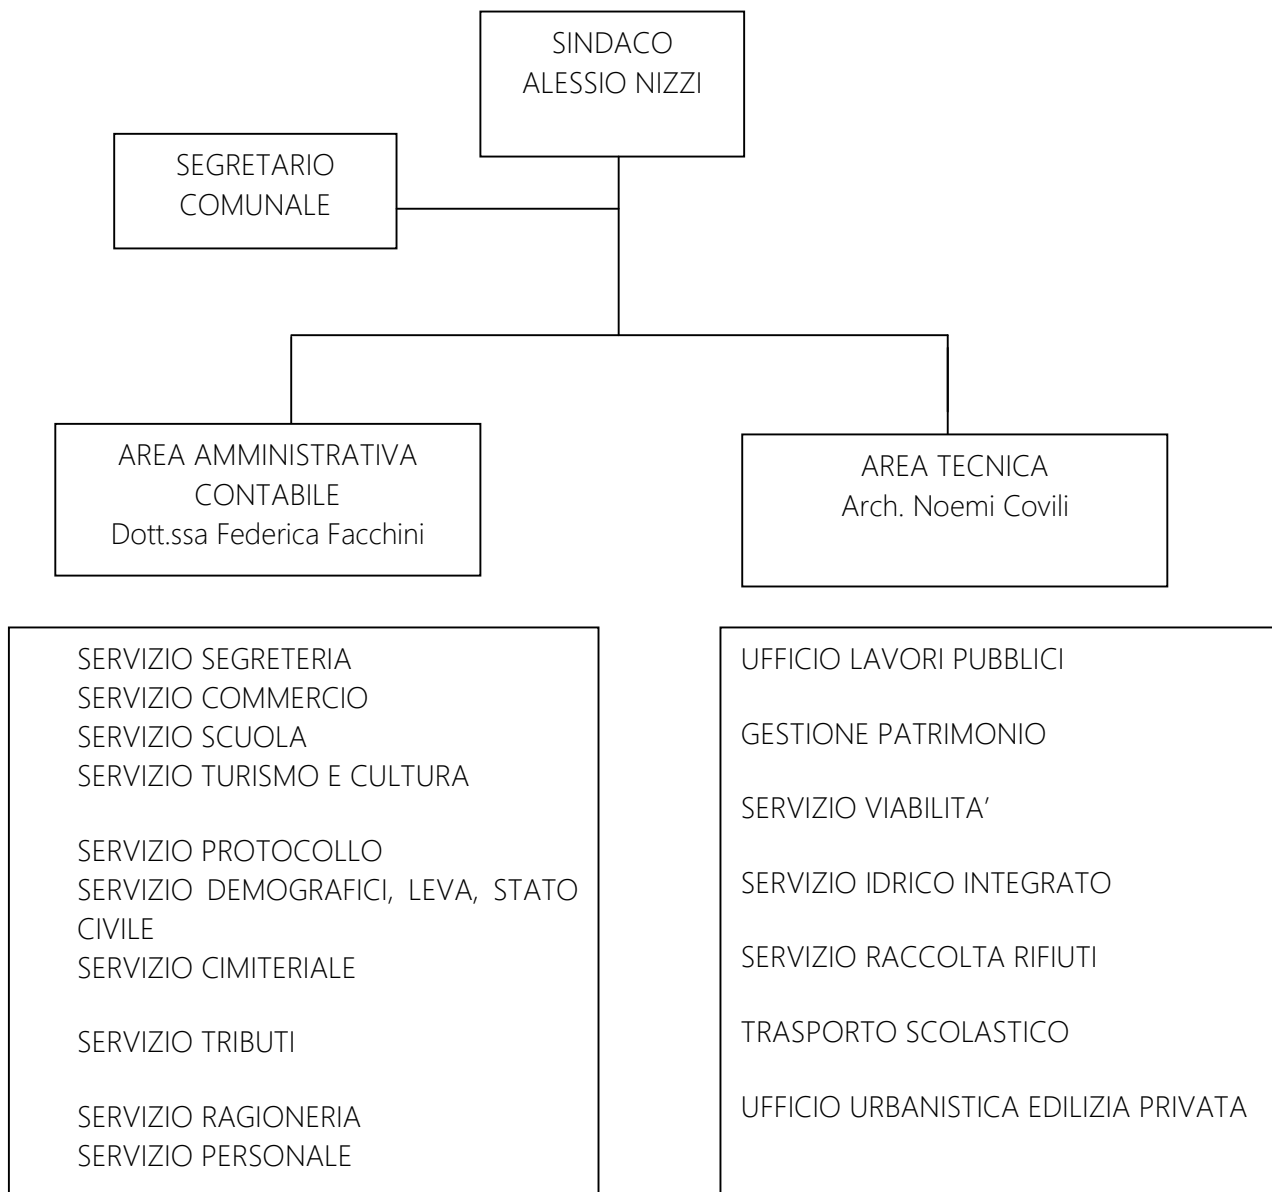 SINDACO
ALESSIO NIZZI
SEGRETARIO
COMUNALE
AREA AMMINISTRATIVA
CONTABILE
Dott.ssa Federica Facchini
AREA TECNICA
Arch. Noemi Covili
SERVIZIO SEGRETERIA
SERVIZIO COMMERCIO
SERVIZIO SCUOLA
SERVIZIO TURISMO E CULTURA
SERVIZIO PROTOCOLLO
SERVIZIO DEMOGRAFICI, LEVA, STATO
CIVILE
SERVIZIO CIMITERIALE
SERVIZIO TRIBUTI
SERVIZIO RAGIONERIA
SERVIZIO PERSONALE
UFFICIO LAVORI PUBBLICI
GESTIONE PATRIMONIO
SERVIZIO VIABILITA’
SERVIZIO IDRICO INTEGRATO
SERVIZIO RACCOLTA RIFIUTI
TRASPORTO SCOLASTICO
UFFICIO URBANISTICA EDILIZIA PRIVATA